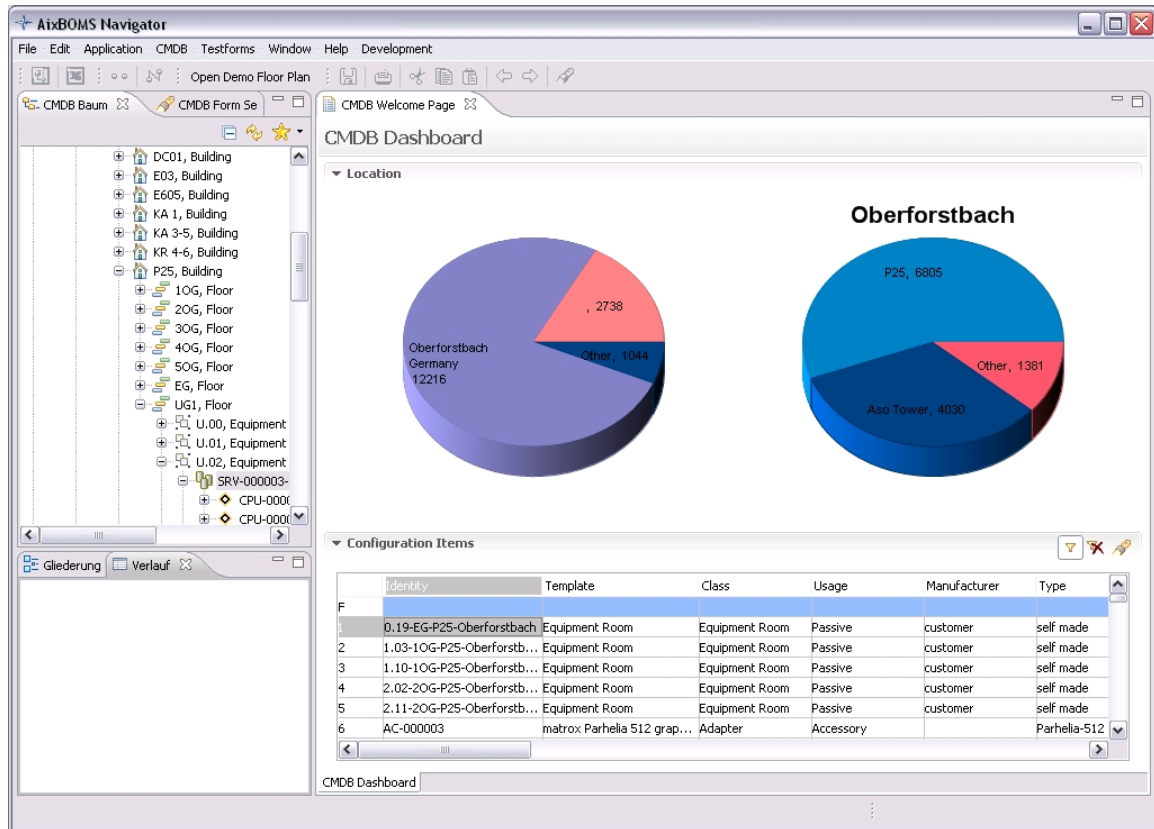 AixBOMS Navigator
File Edit Application CMDB Testforms Window Help Development
Open Demo Floor Plan
CMDB Baum
CMDB Form Se
DC01, Building
E03, Building
E605, Building
KA 1, Building
KA 3-5, Building
KR 4-6, Building
P25, Building
1OG, Floor
2OG, Floor
3OG, Floor
4OG, Floor
5OG, Floor
EG, Floor
UG1, Floor
U.00, Equipment
U.01, Equipment
U.02, Equipment
SRV-000003-
CPU-000(
CPU-000(
Gliederung
Verlauf
CMDB Welcome Page
CMDB Dashboard
Location
Oberforstbach
Germany
12216
, 2738
Other, 1044
Oberforstbach
P25, 6805
Other, 1381
Aso Tower, 4030
Configuration Items
Identity Template Class Usage Manufacturer Type
F
1 0.19-EG-P25-Oberforstbach Equipment Room Equipment Room Passive customer self made
2 1.03-1OG-P25-Oberforstb... Equipment Room Equipment Room Passive customer self made
3 1.10-1OG-P25-Oberforstb... Equipment Room Equipment Room Passive customer self made
4 2.02-2OG-P25-Oberforstb... Equipment Room Equipment Room Passive customer self made
5 2.11-2OG-P25-Oberforstb... Equipment Room Equipment Room Passive customer self made
6 AC-000003 matrox Parhelia 512 grap... Adapter Accessory Parhelia-512
CMDB Dashboard